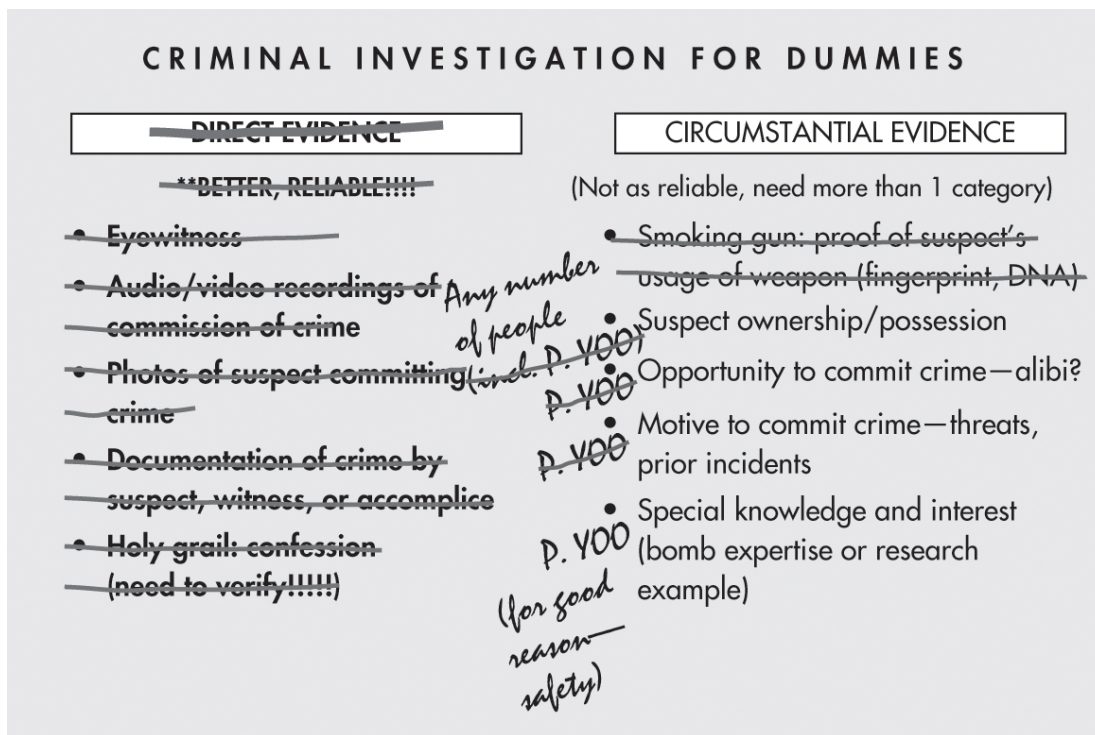 CRIMINAL INVESTIGATION FOR DUMMIES
DIRECT EVIDENCE
**BETTER, RELIABLE!!!!
• Eyewitness
• Audio/video recordings of
commission of crime
• Photos of suspect committing
crime
• Documentation of crime by
suspect, witness, or accomplice
• Holy grail: confession
(need to verify!!!!!)
CIRCUMSTANTIAL EVIDENCE
(Not as reliable, need more than 1 category)
• Smoking gun: proof of suspect’s
usage of weapon (fingerprint, DNA)
• Suspect ownership/possession
• Opportunity to commit crime—alibi?
• Motive to commit crime—threats,
prior incidents
• Special knowledge and interest
(bomb expertise or research
example)
Any number
of people
(incl. P. YOO)
P. YOO
P. YOO
P. YOO
(for good
reason—
safety)